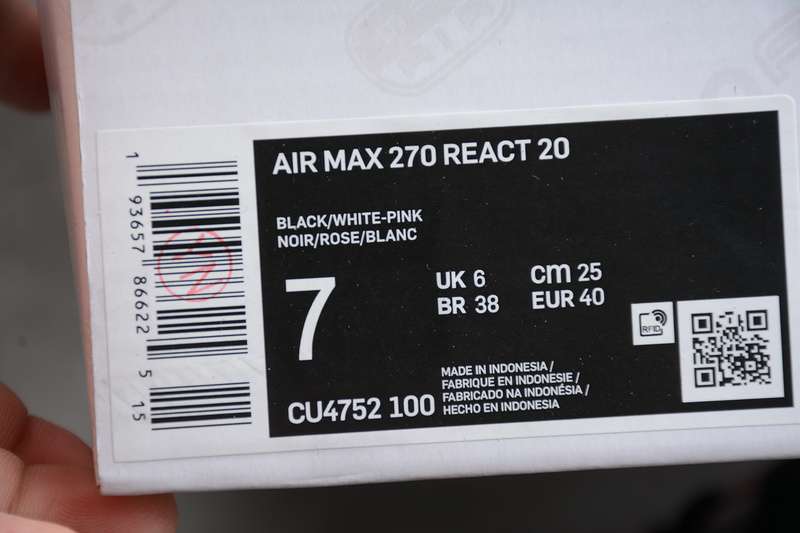 AIR MAX 270 REACT 20
BLACK/WHITE-PINK
NOIR/ROSE/BLANC
7
UK 6
cm 25
BR 38
EUR 40
RFID
CU4752 100
MADE IN INDONESIA/
FABRIQUE EN INDONESIE/
FABRICADO NA INDONÉSIA/
HECHO EN INDONESIA
1 93657 86622 5 15